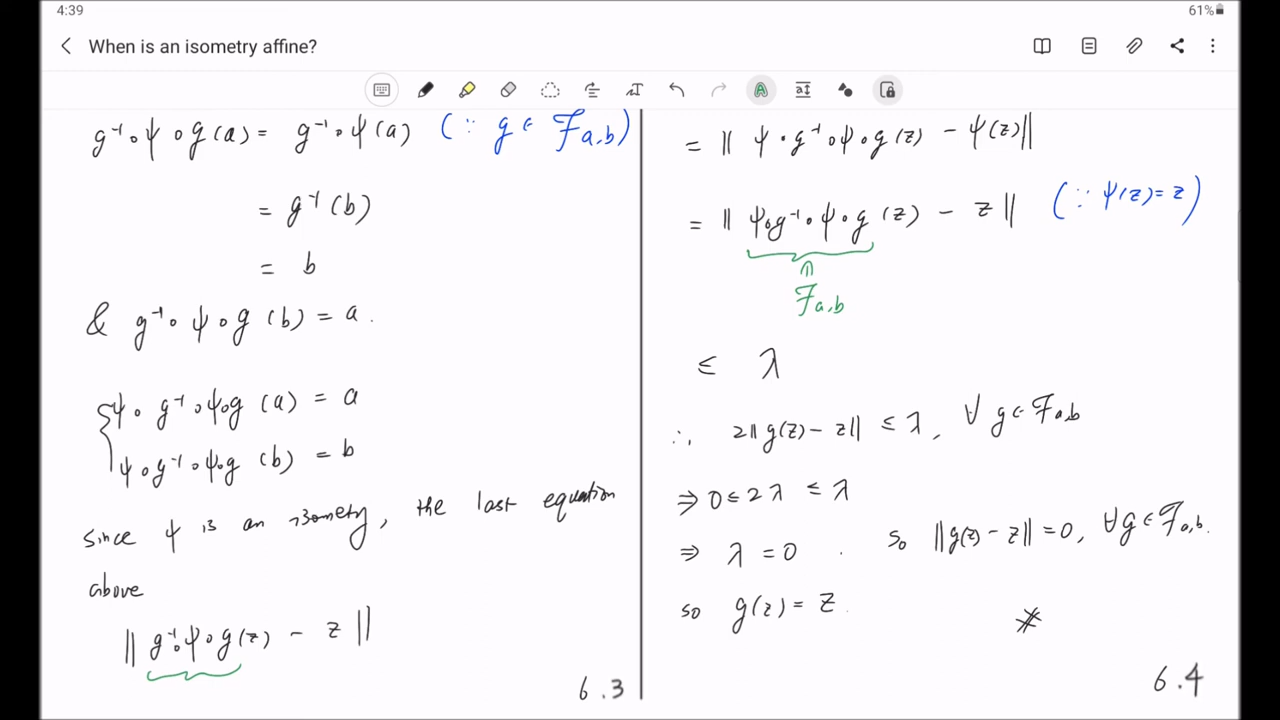 4:39
61%
When is an isometry affine?
g⁻¹∘ψ∘g(a) = g⁻¹∘ψ(a) (∵ g ∈ ℱa,b)
= g⁻¹(b)
= b
& g⁻¹∘ψ∘g(b) = a.
ψ∘g⁻¹∘ψ∘g(a) = a
ψ∘g⁻¹∘ψ∘g(b) = b
since ψ is an isometry, the last equation
above
‖g⁻¹∘ψ∘g(z) − z‖
6.3
= ‖ψ∘g⁻¹∘ψ∘g(z) − ψ(z)‖
= ‖ψ∘g⁻¹∘ψ∘g(z) − z‖ (∵ ψ(z)=z)
ℱa,b
≤ λ
∴ 2‖g(z) − z‖ ≤ λ, ∀ g ∈ ℱa,b
⇒ 0 ≤ 2λ ≤ λ
⇒ λ = 0. so ‖g(z) − z‖ = 0, ∀g ∈ ℱa,b.
so g(z) = z.
6.4